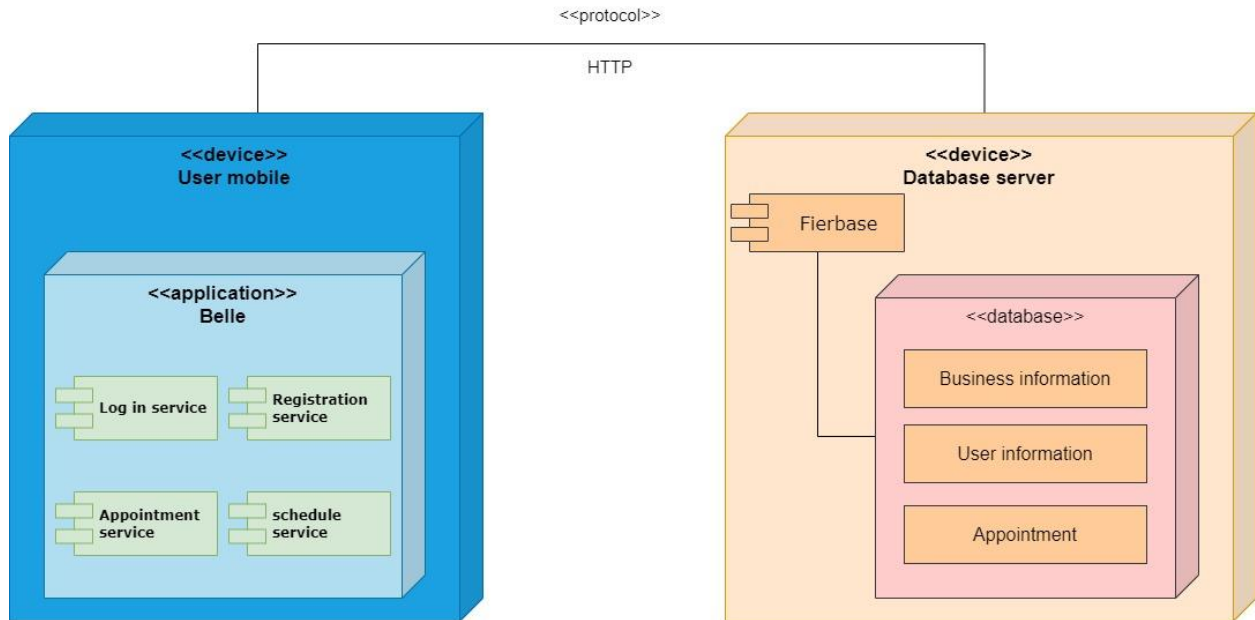 <<protocol>>
HTTP
<<device>>
User mobile
<<application>>
Belle
Log in service
Registration
service
Appointment
service
schedule
service
<<device>>
Database server
Fierbase
<<database>>
Business information
User information
Appointment